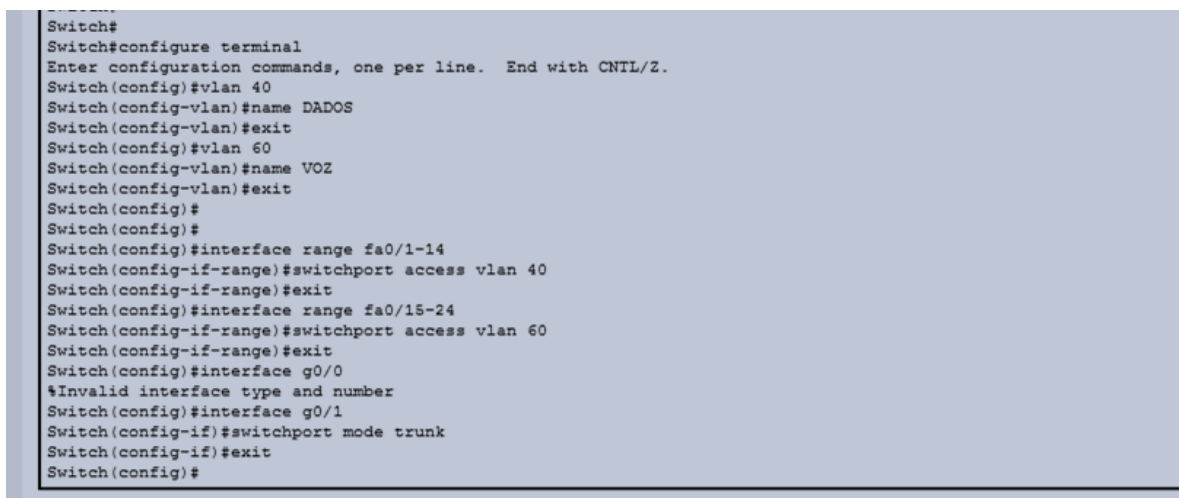 Switch#
Switch#configure terminal
Enter configuration commands, one per line.  End with CNTL/Z.
Switch(config)#vlan 40
Switch(config-vlan)#name DADOS
Switch(config-vlan)#exit
Switch(config)#vlan 60
Switch(config-vlan)#name VOZ
Switch(config-vlan)#exit
Switch(config)#
Switch(config)#
Switch(config)#interface range fa0/1-14
Switch(config-if-range)#switchport access vlan 40
Switch(config-if-range)#exit
Switch(config)#interface range fa0/15-24
Switch(config-if-range)#switchport access vlan 60
Switch(config-if-range)#exit
Switch(config)#interface g0/0
%Invalid interface type and number
Switch(config)#interface g0/1
Switch(config-if)#switchport mode trunk
Switch(config-if)#exit
Switch(config)#